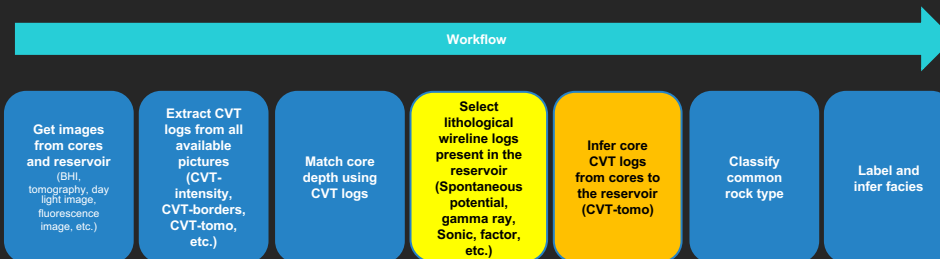 Workflow
Get images
from cores
and reservoir
(BHI,
tomography, day
light image,
fluorescence
image, etc.)
Extract CVT
logs from all
available
pictures
(CVT-
intensity,
CVT-borders,
CVT-tomo,
etc.)
Match core
depth using
CVT logs
Select
lithological
wireline logs
present in the
reservoir
(Spontaneous
potential,
gamma ray,
Sonic, factor,
etc.)
Infer core
CVT logs
from cores to
the reservoir
(CVT-tomo)
Classify
common
rock type
Label and
infer facies